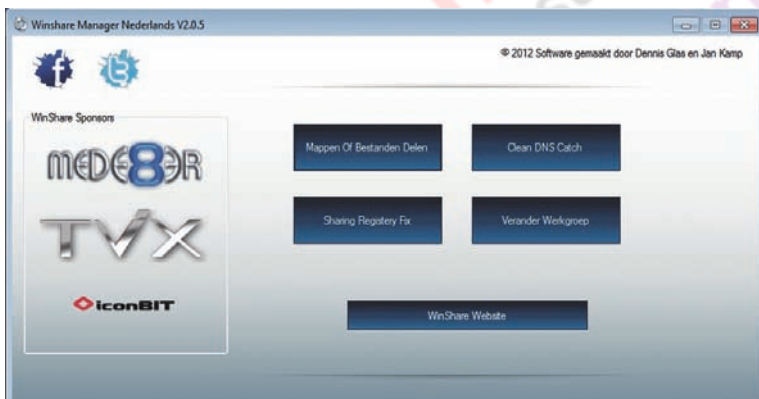 Winshare Manager Nederlands V2.0.5
© 2012 Software gemaakt door Dennis Glas en Jan Kamp
WinShare Sponsors
MEDE8ER
TVX
iconBIT
Mappen Of Bestanden Delen
Clean DNS Catch
Sharing Registery Fix
Verander Werkgroep
WinShare Website